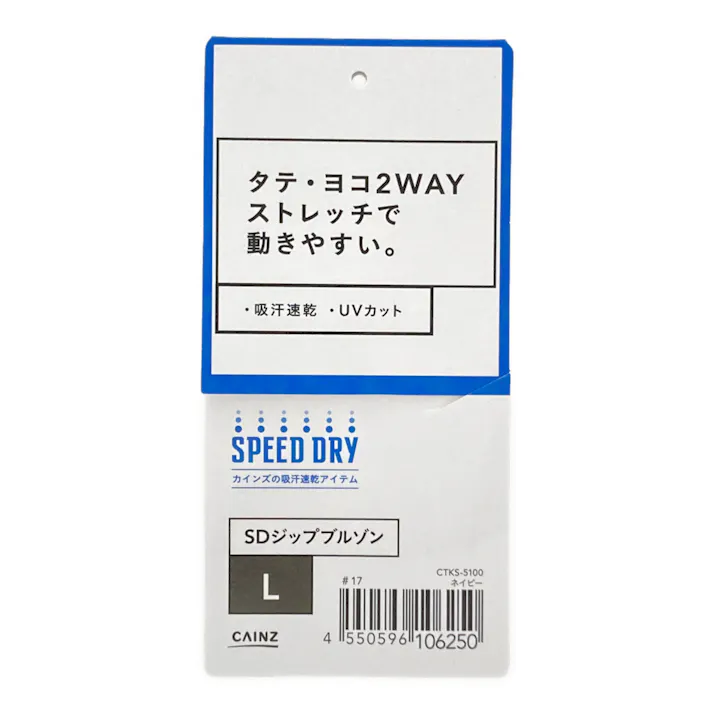 タテ・ヨコ2WAY
ストレッチで
動きやすい。
・吸汗速乾 ・UVカット
SPEED DRY
カインズの吸汗速乾アイテム
SDジップブルゾン
L
CAINZ
#17
CTKS-5100
ネイビー
4 550596 106250